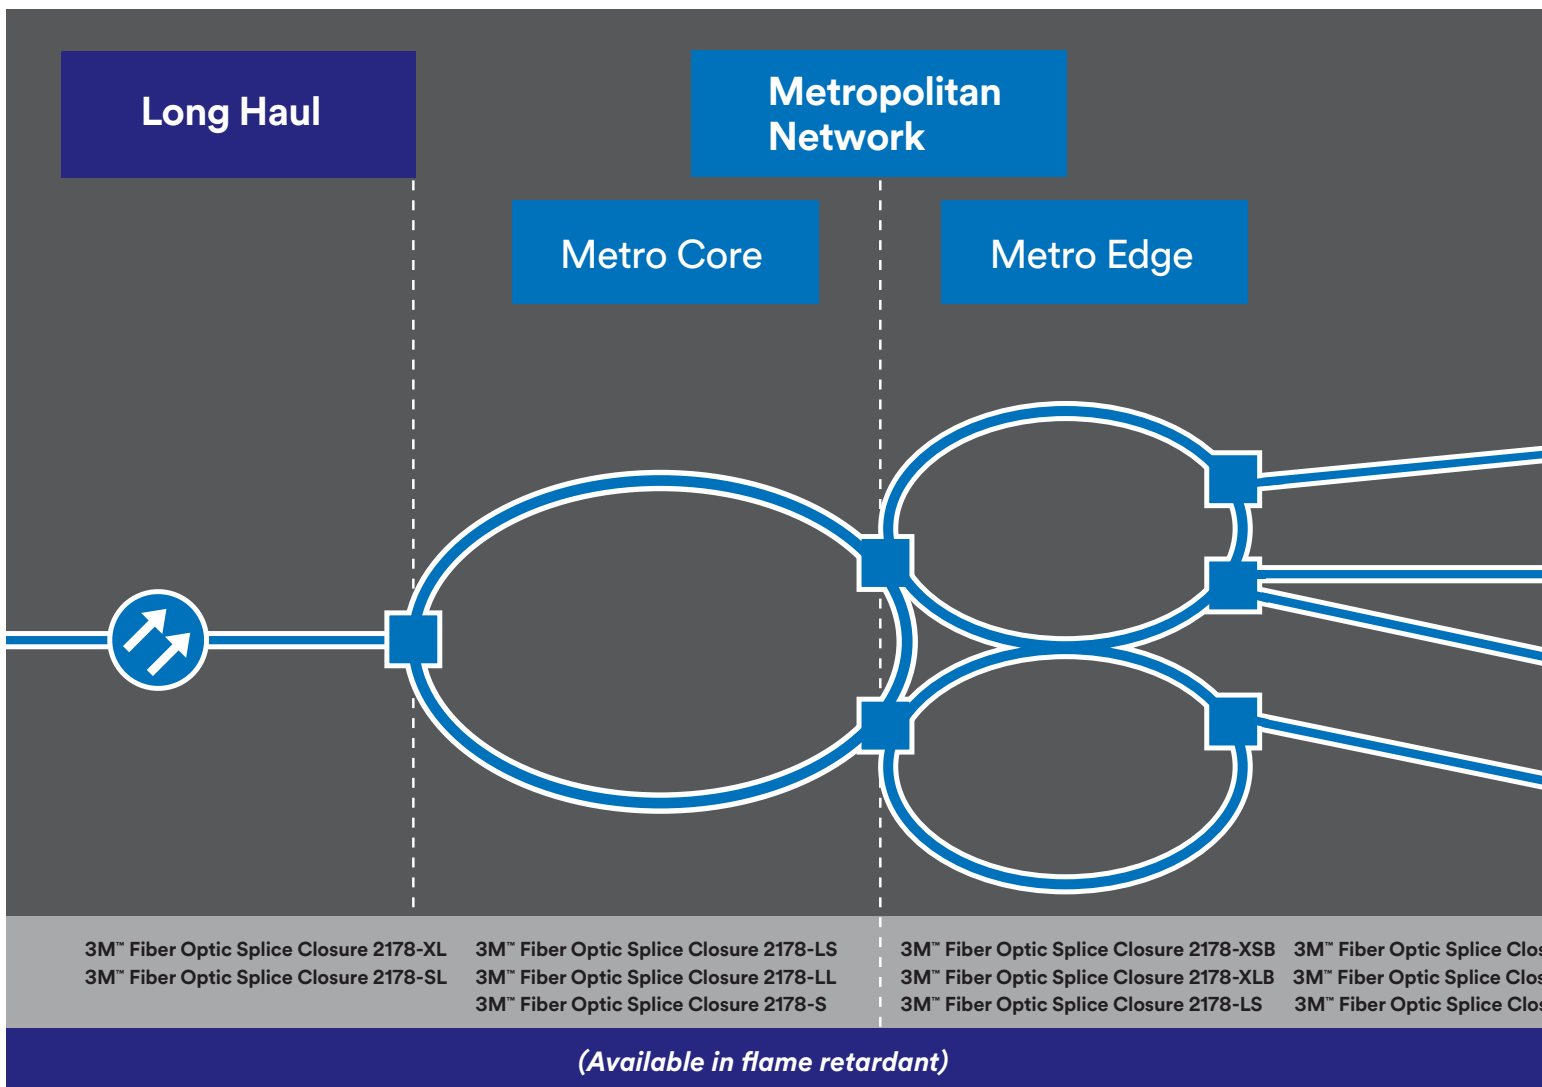 Long Haul
Metropolitan
Network
Metro Core
Metro Edge
3M™ Fiber Optic Splice Closure 2178-XL
3M™ Fiber Optic Splice Closure 2178-SL
3M™ Fiber Optic Splice Closure 2178-LS
3M™ Fiber Optic Splice Closure 2178-LL
3M™ Fiber Optic Splice Closure 2178-S
3M™ Fiber Optic Splice Closure 2178-XSB
3M™ Fiber Optic Splice Closure 2178-XLB
3M™ Fiber Optic Splice Closure 2178-LS
3M™ Fiber Optic Splice
3M™ Fiber Optic Splice
3M™ Fiber Optic Splice
(Available in flame retardant)